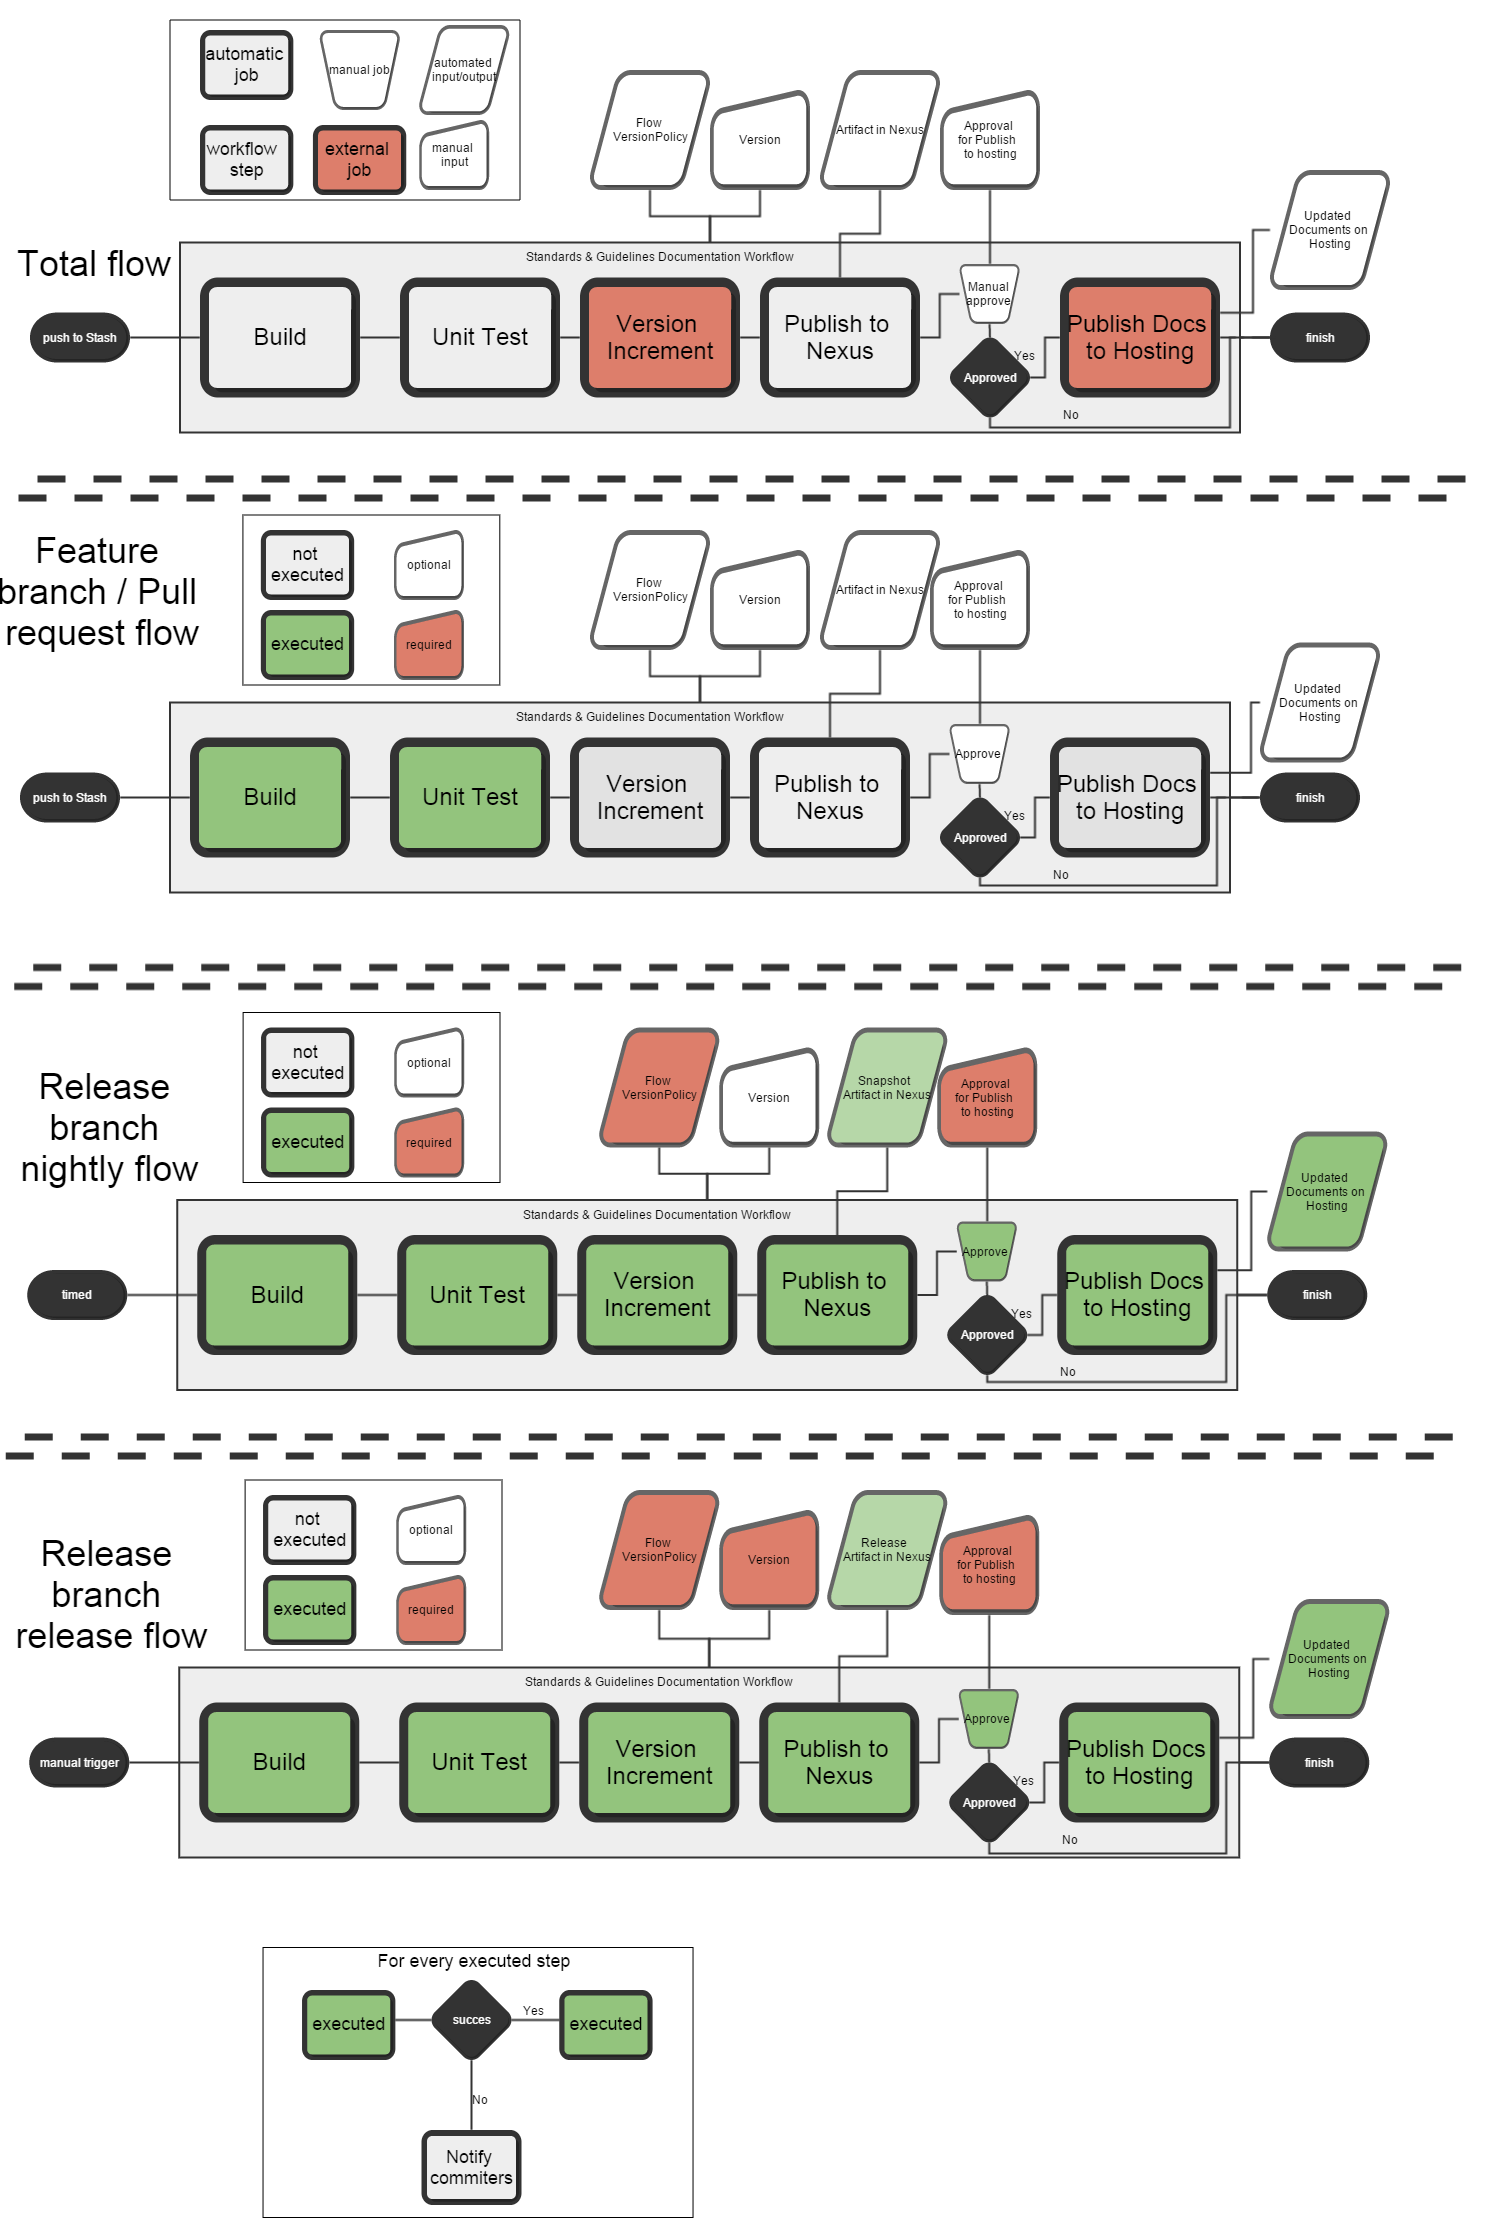 automatic
job
manual job
automated
input/output
workflow
step
external
job
manual
input
Flow
VersionPolicy
Version
Artifact in Nexus
Approval
for Publish
to hosting
Updated
Documents on
Hosting
Total flow
Standards & Guidelines Documentation Workflow
push to Stash
Build
Unit Test
Version
Increment
Publish to
Nexus
Manual
approve
Approved
Yes
No
Publish Docs
to Hosting
finish
Feature
branch / Pull
request flow
not
executed
optional
executed
required
Flow
VersionPolicy
Version
Artifact in Nexus
Approval
for Publish
to hosting
Updated
Documents on
Hosting
Standards & Guidelines Documentation Workflow
push to Stash
Build
Unit Test
Version
Increment
Publish to
Nexus
Approve
Approved
Yes
No
Publish Docs
to Hosting
finish
Release
branch
nightly flow
not
executed
optional
executed
required
Flow
VersionPolicy
Version
Snapshot
Artifact in Nexus
Approval
for Publish
to hosting
Updated
Documents on
Hosting
Standards & Guidelines Documentation Workflow
timed
Build
Unit Test
Version
Increment
Publish to
Nexus
Approve
Approved
Yes
No
Publish Docs
to Hosting
finish
Release
branch
release flow
not
executed
optional
executed
required
Flow
VersionPolicy
Version
Release
Artifact in Nexus
Approval
for Publish
to hosting
Updated
Documents on
Hosting
Standards & Guidelines Documentation Workflow
manual trigger
Build
Unit Test
Version
Increment
Publish to
Nexus
Approve
Approved
Yes
No
Publish Docs
to Hosting
finish
For every executed step
executed
succes
Yes
executed
No
Notify
commiters